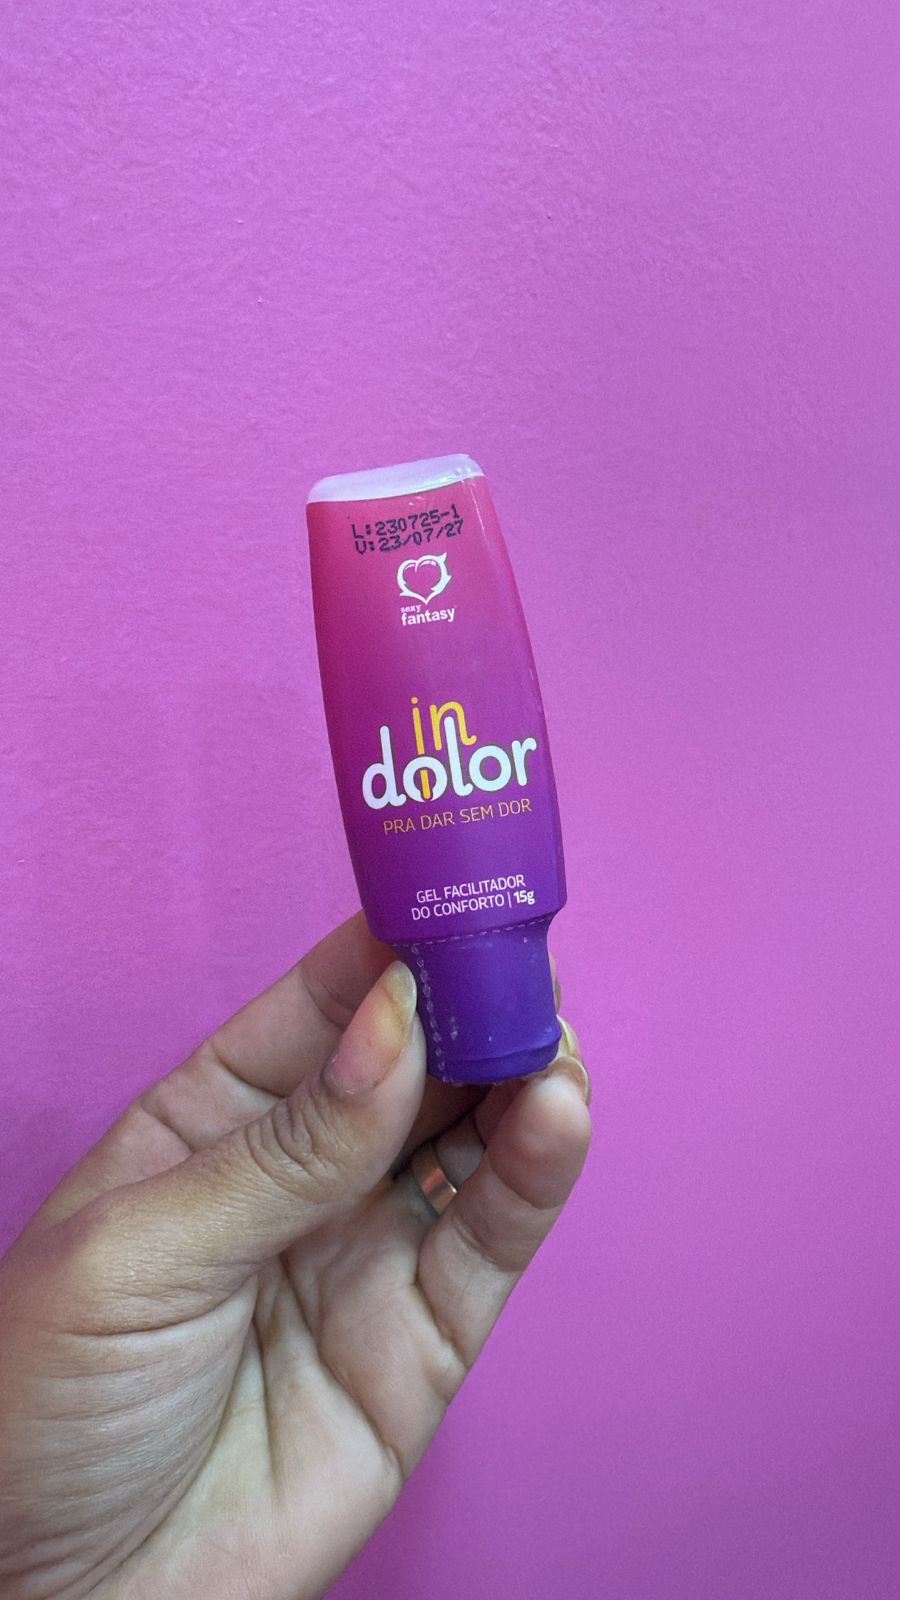 L:230725-1
V:23/07/27
sexy
fantasy
in
dolor
PRA DAR SEM DOR
GEL FACILITADOR
DO CONFORTO | 15g